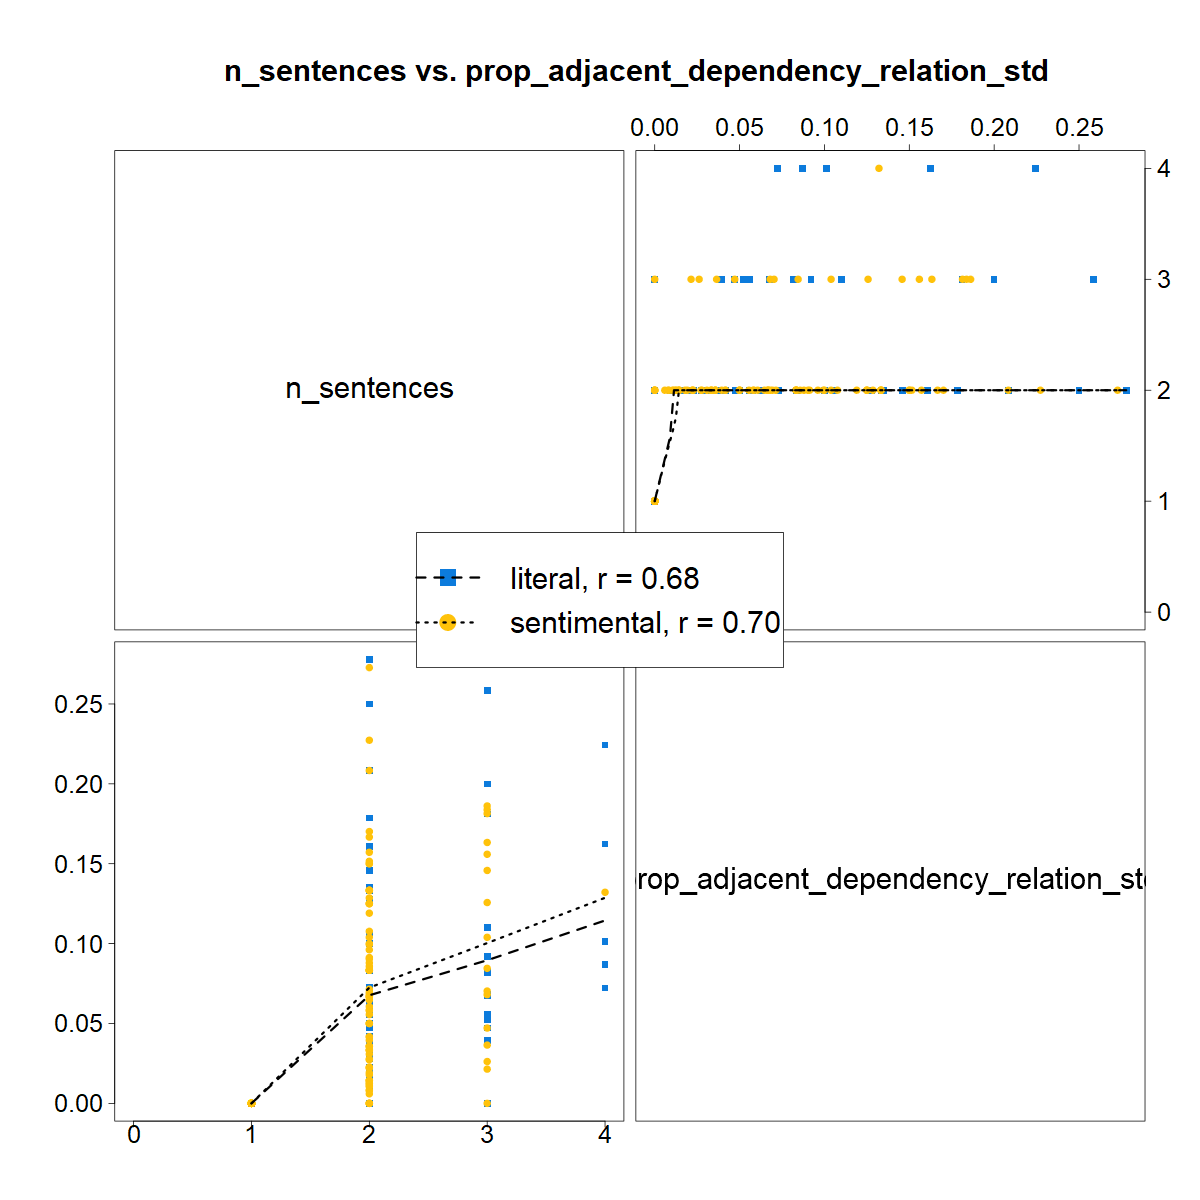 n_sentences vs. prop_adjacent_dependency_relation_std
0.00 0.05 0.10 0.15 0.20 0.25
4
3
n_sentences
2
1
literal, r = 0.68
0
sentimental, r = 0.70
0.25
0.20
0.15
rop_adjacent_dependency_relation_st
0.10
0.05
0.00
0 1 2 3 4